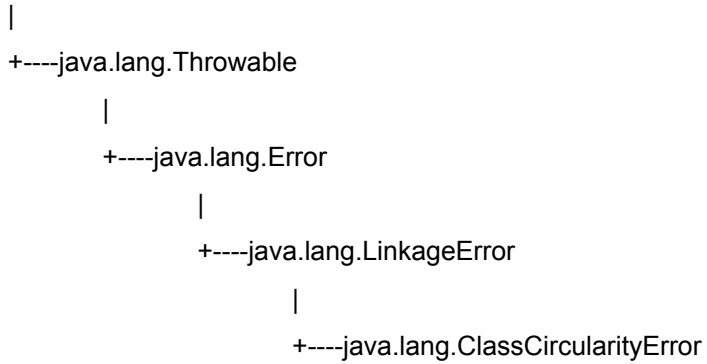 |
+----java.lang.Throwable
|
+----java.lang.Error
|
+----java.lang.LinkageError
|
+----java.lang.ClassCircularityError